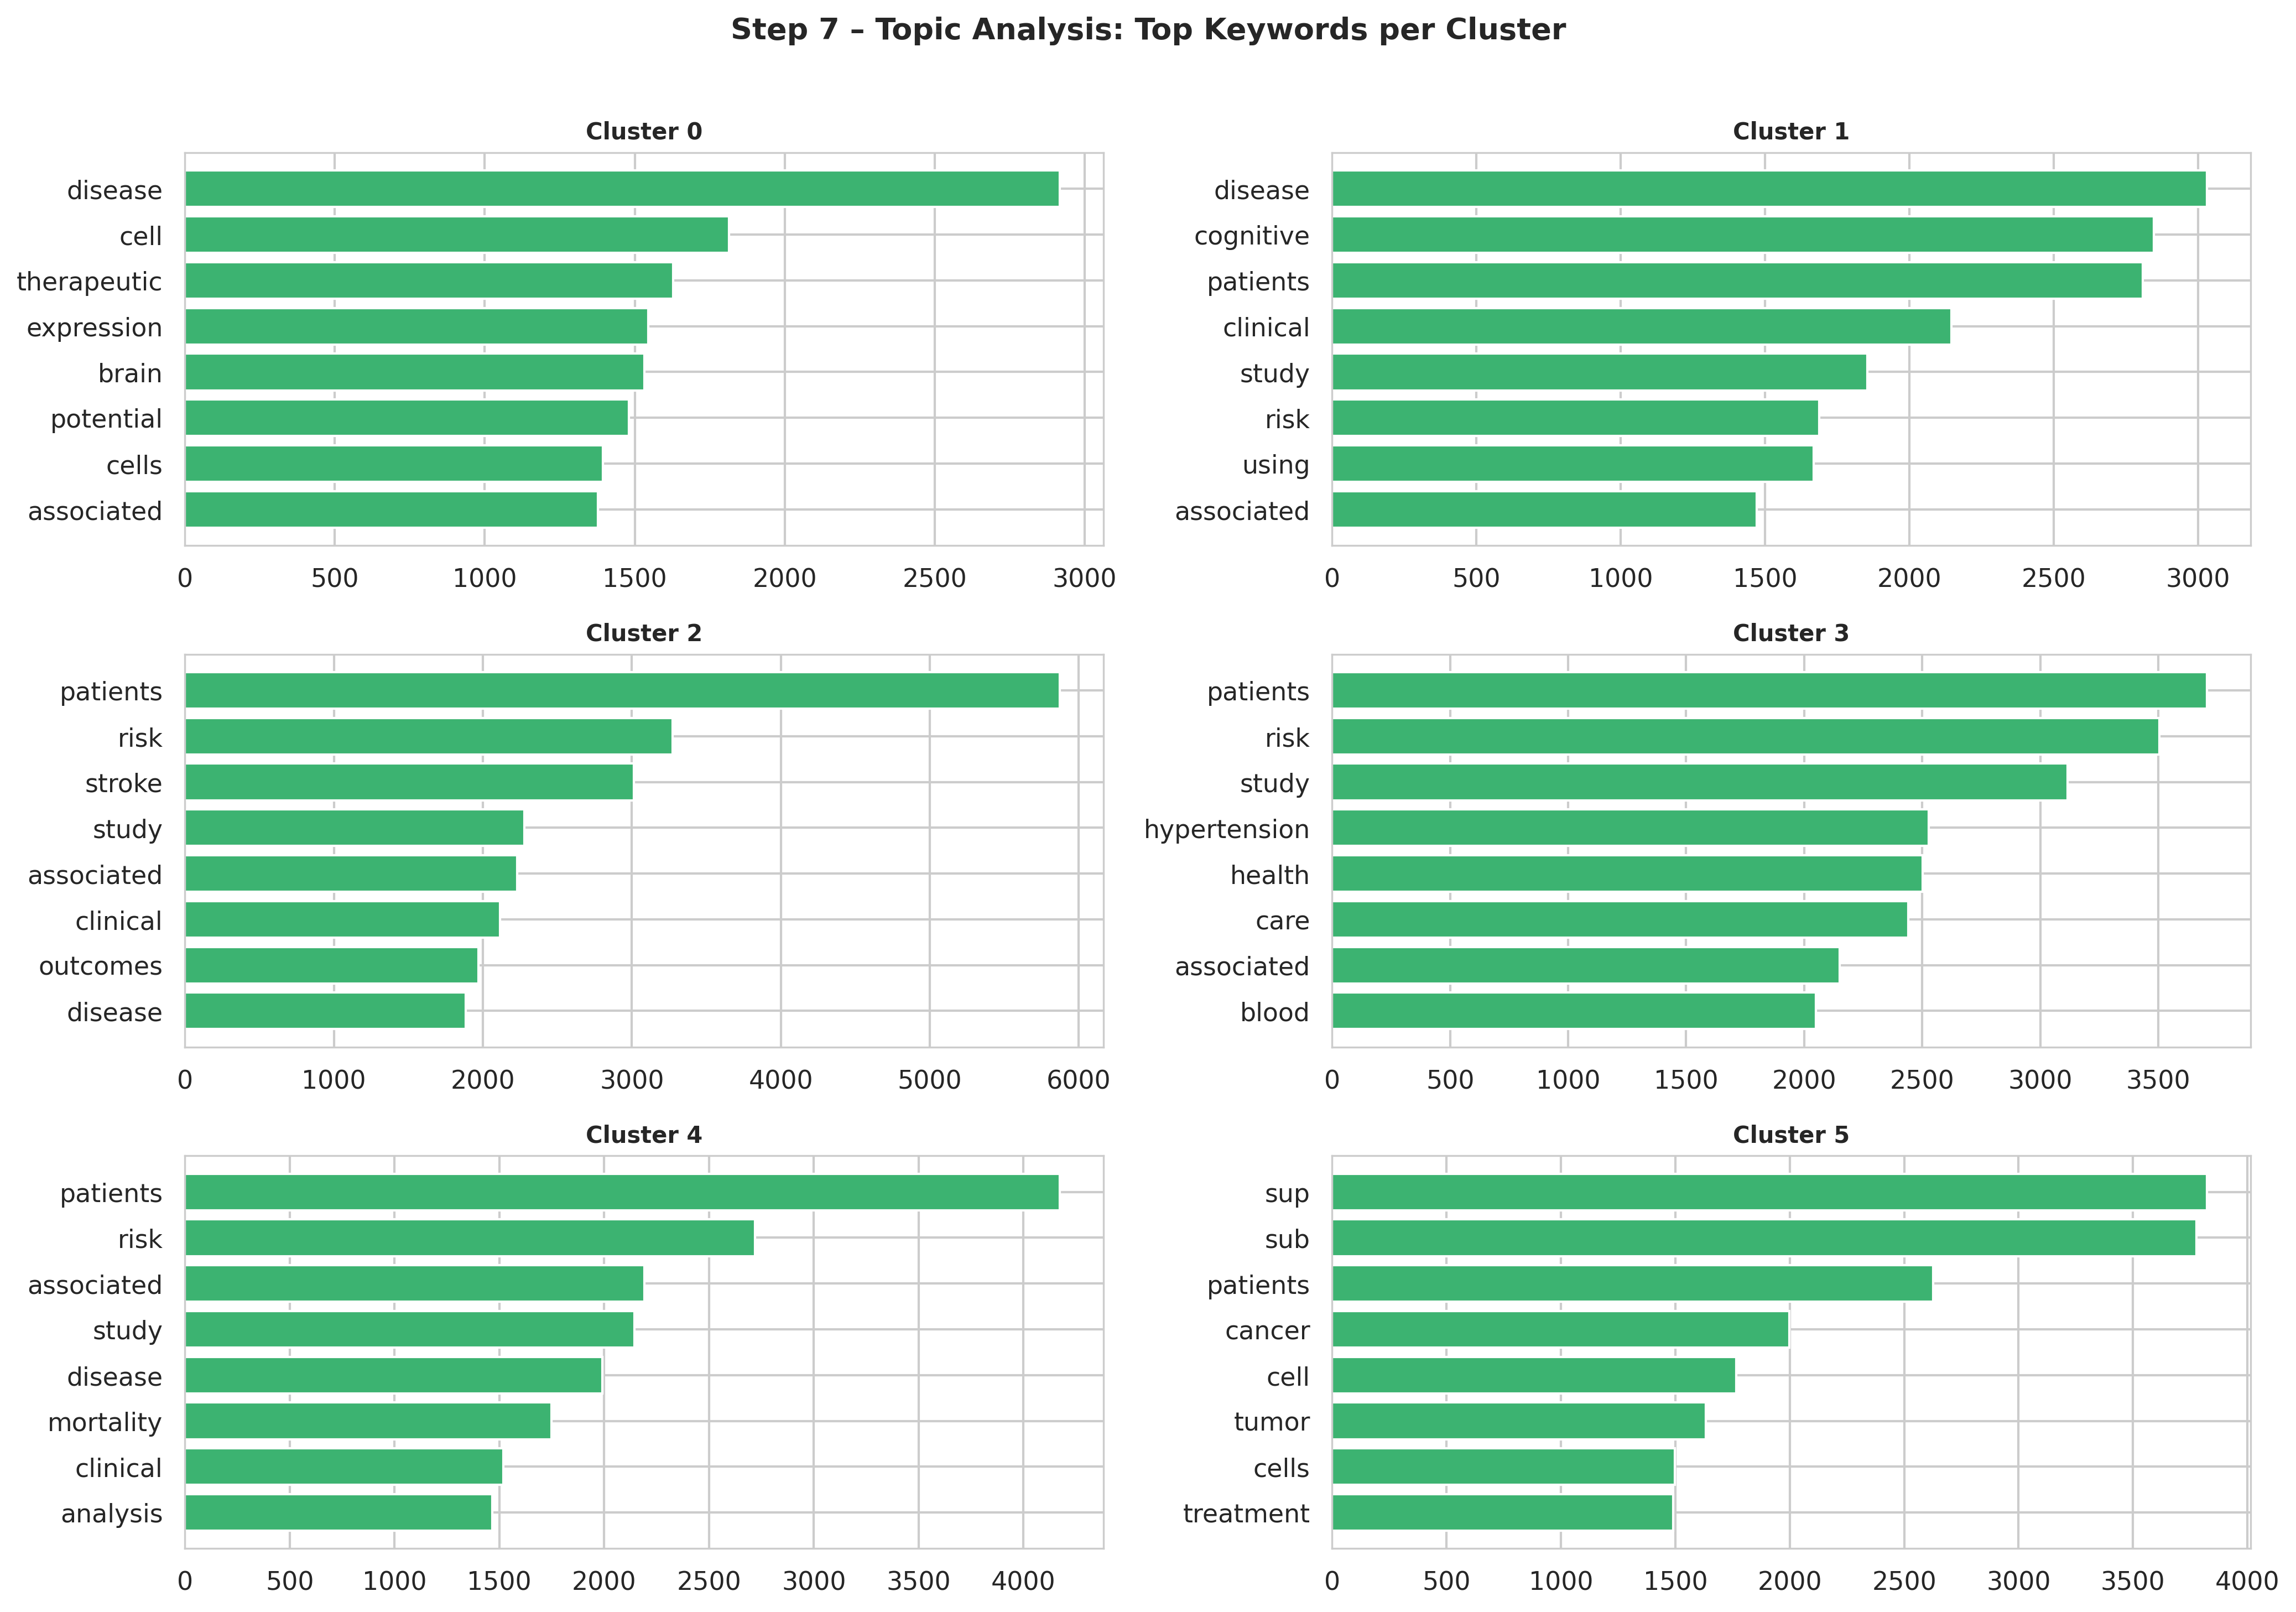 Step 7 – Topic Analysis: Top Keywords per Cluster
Cluster 0
disease
cell
therapeutic
expression
brain
potential
cells
associated
0 500 1000 1500 2000 2500 3000
Cluster 1
disease
cognitive
patients
clinical
study
risk
using
associated
0 500 1000 1500 2000 2500 3000
Cluster 2
patients
risk
stroke
study
associated
clinical
outcomes
disease
0 1000 2000 3000 4000 5000 6000
Cluster 3
patients
risk
study
hypertension
health
care
associated
blood
0 500 1000 1500 2000 2500 3000 3500
Cluster 4
patients
risk
associated
study
disease
mortality
clinical
analysis
0 500 1000 1500 2000 2500 3000 3500 4000
Cluster 5
sup
sub
patients
cancer
cell
tumor
cells
treatment
0 500 1000 1500 2000 2500 3000 3500 4000